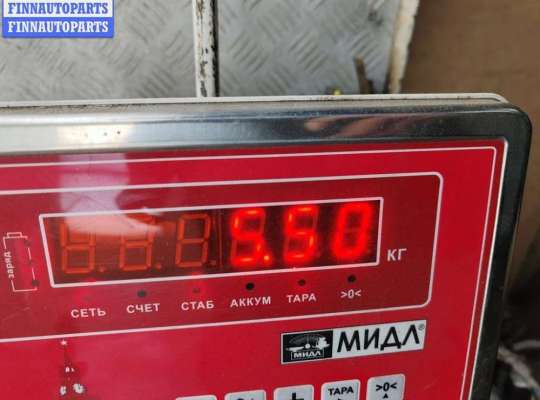 FINNAUTOPARTS
FINNAUTOPARTS
5.50
КГ
заряд
СЕТЬ СЧЕТ СТАБ АККУМ ТАРА >0<
МИДЛ МИДЛ®
ТАРА >0<